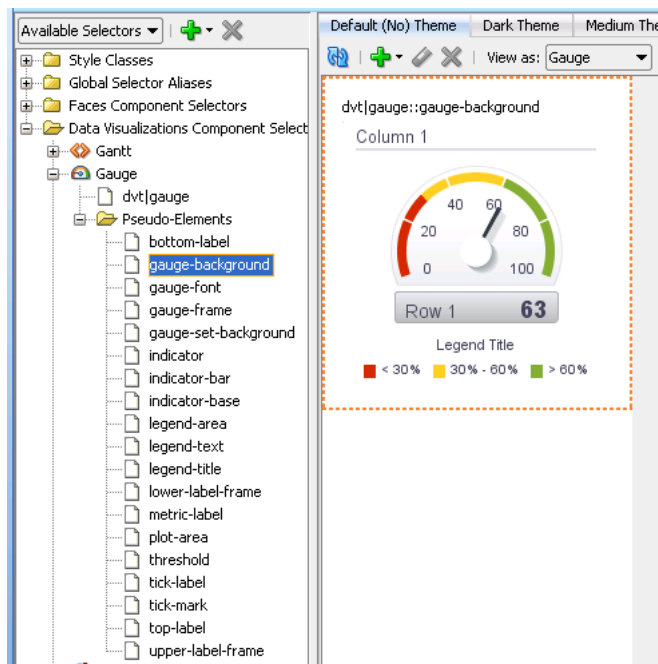 Available Selectors
Style Classes
Global Selector Aliases
Faces Component Selectors
Data Visualizations Component Select
Gantt
Gauge
dvt|gauge
Pseudo-Elements
bottom-label
gauge-background
gauge-font
gauge-frame
gauge-set-background
indicator
indicator-bar
indicator-base
legend-area
legend-text
legend-title
lower-label-frame
metric-label
plot-area
threshold
tick-label
tick-mark
top-label
upper-label-frame
Default (No) Theme Dark Theme Medium The
View as: Gauge
dvt|gauge::gauge-background
Column 1
40 60
20 80
0 100
Row 1 63
Legend Title
< 30% 30% - 60% > 60%